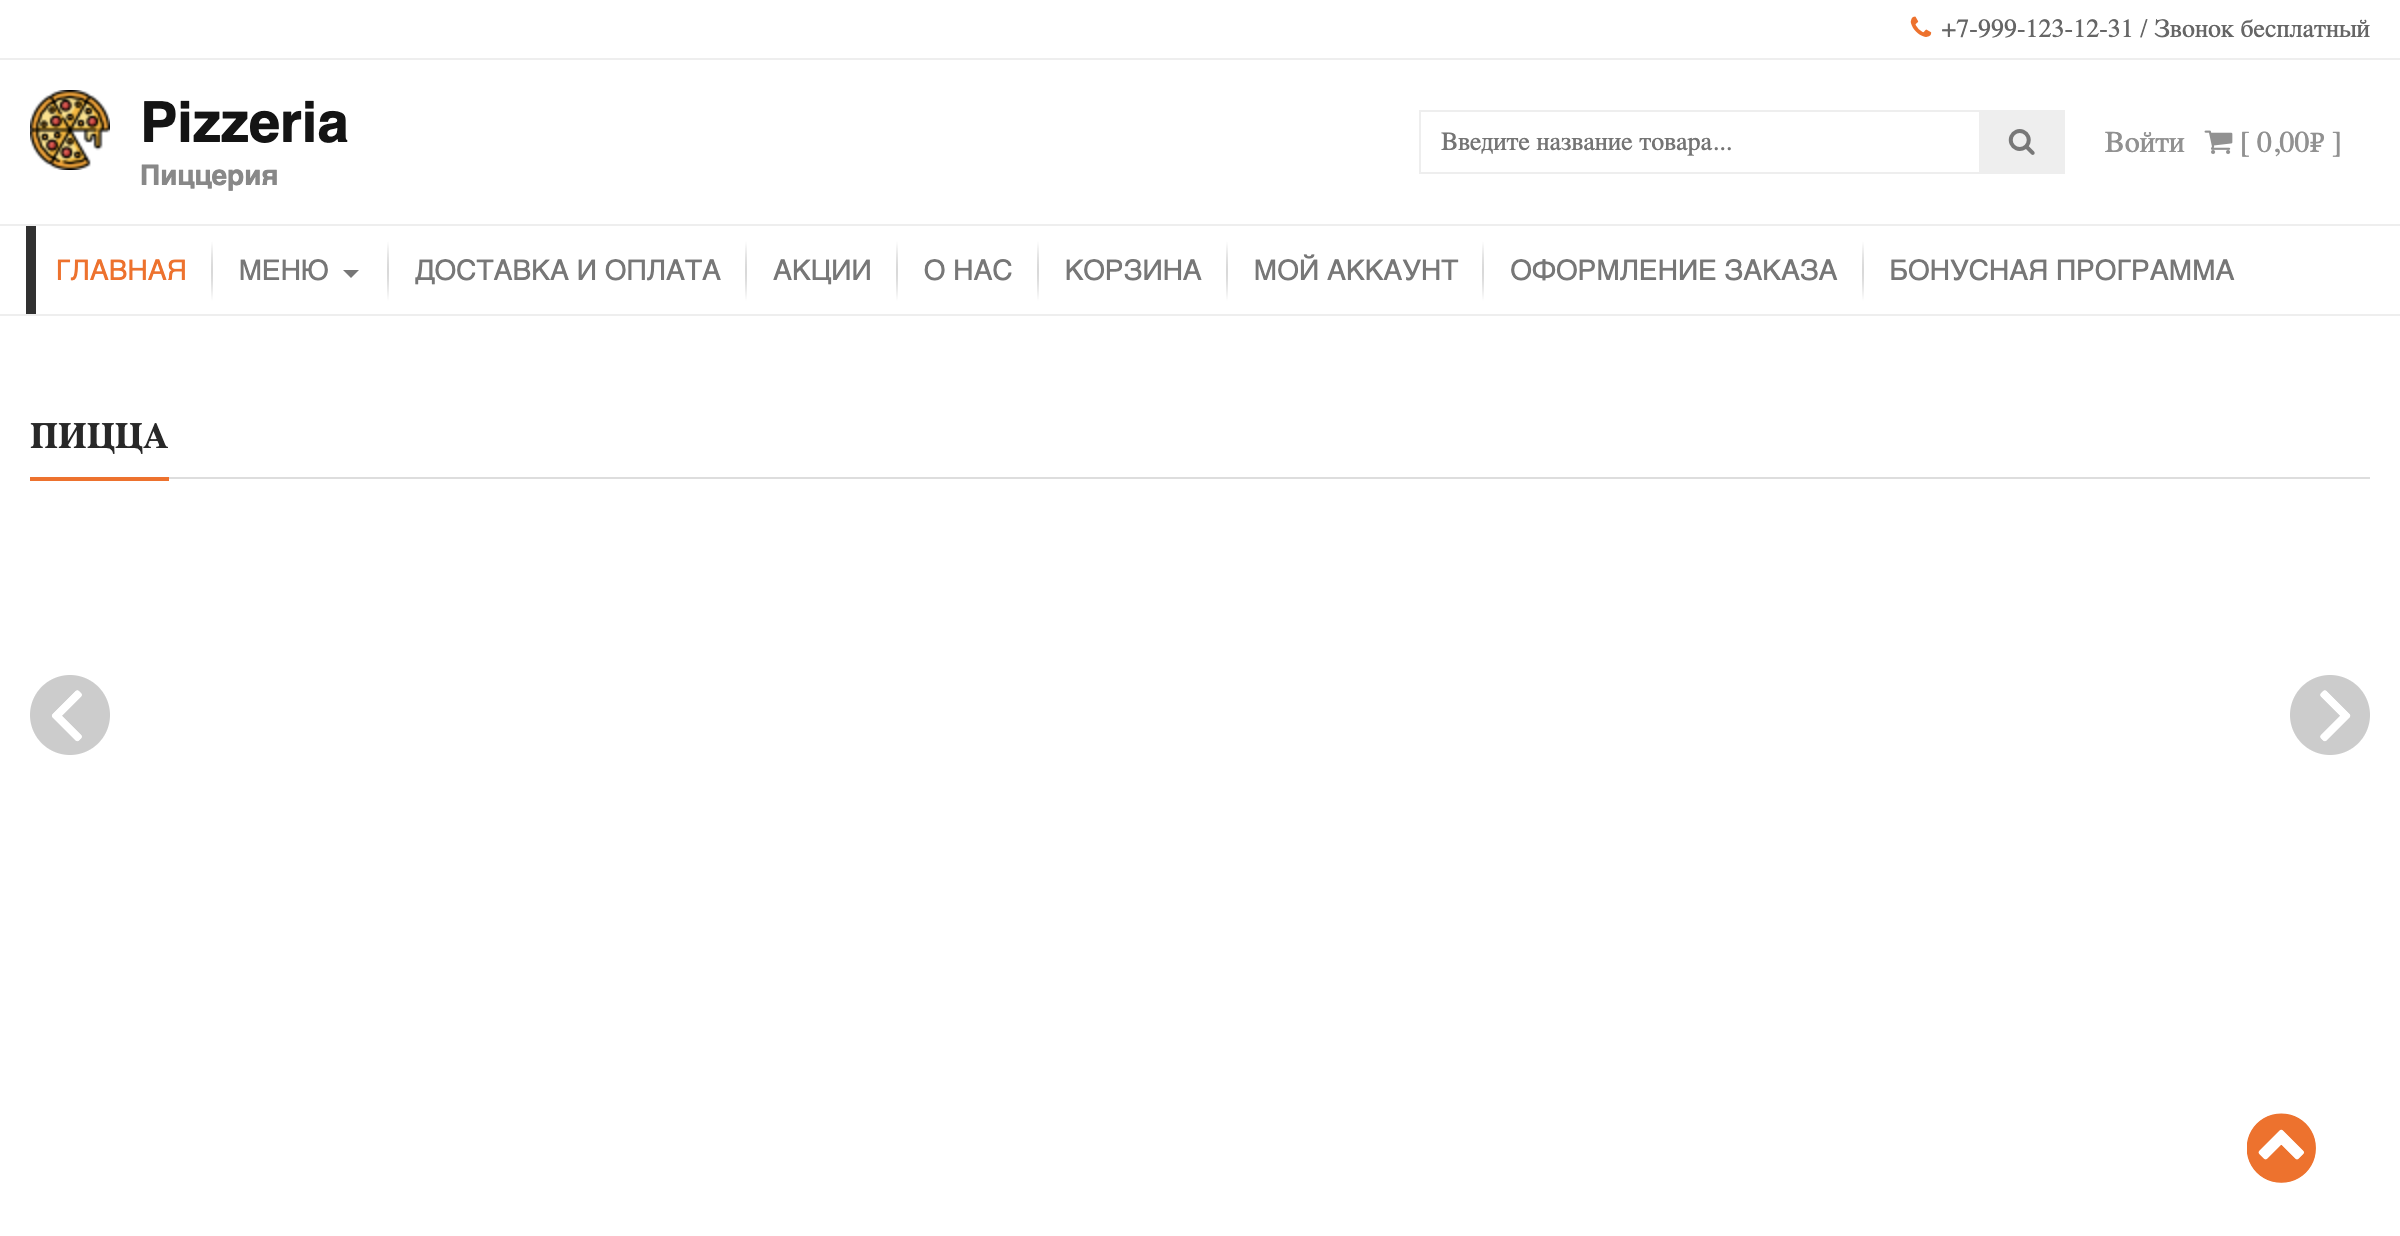 +7-999-123-12-31 / Звонок бесплатный
Pizzeria
Пиццерия
Введите название товара...
Войти [ 0,00₽ ]
ГЛАВНАЯ МЕНЮ ДОСТАВКА И ОПЛАТА АКЦИИ О НАС КОРЗИНА МОЙ АККАУНТ ОФОРМЛЕНИЕ ЗАКАЗА БОНУСНАЯ ПРОГРАММА
ПИЦЦА